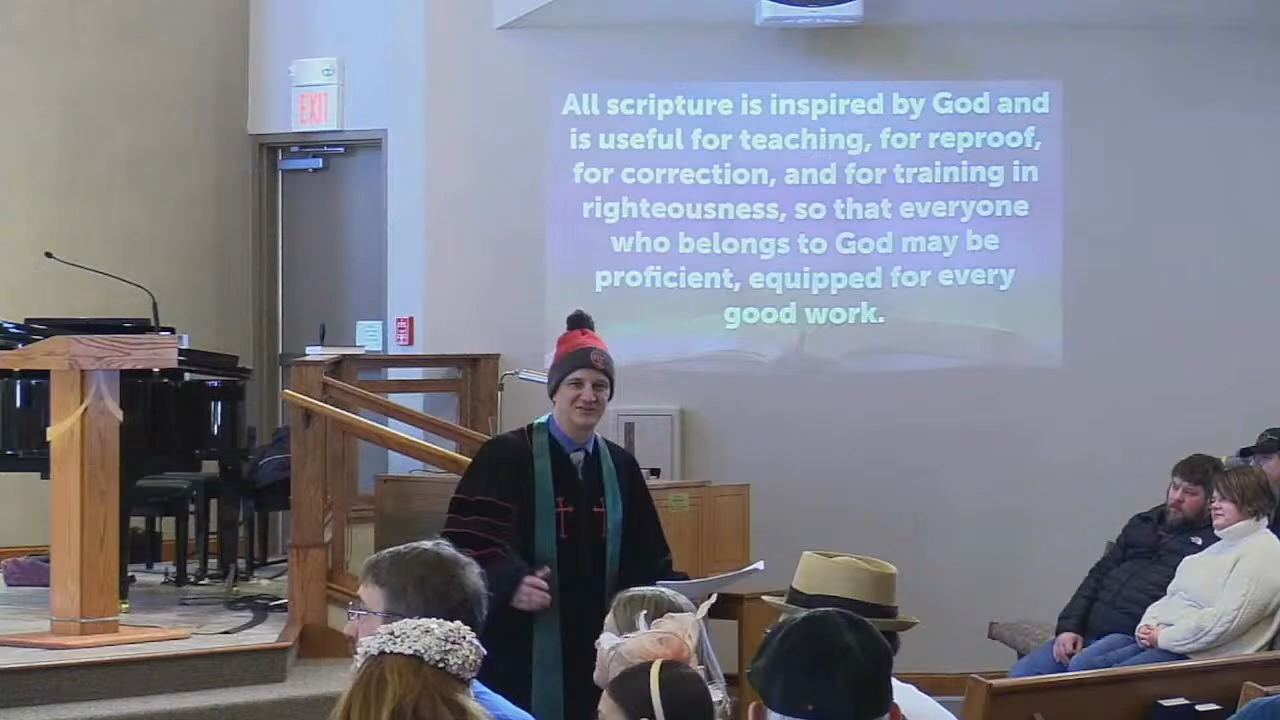 EXIT
All scripture is inspired by God and
is useful for teaching, for reproof,
for correction, and for training in
righteousness, so that everyone
who belongs to God may be
proficient, equipped for every
good work.